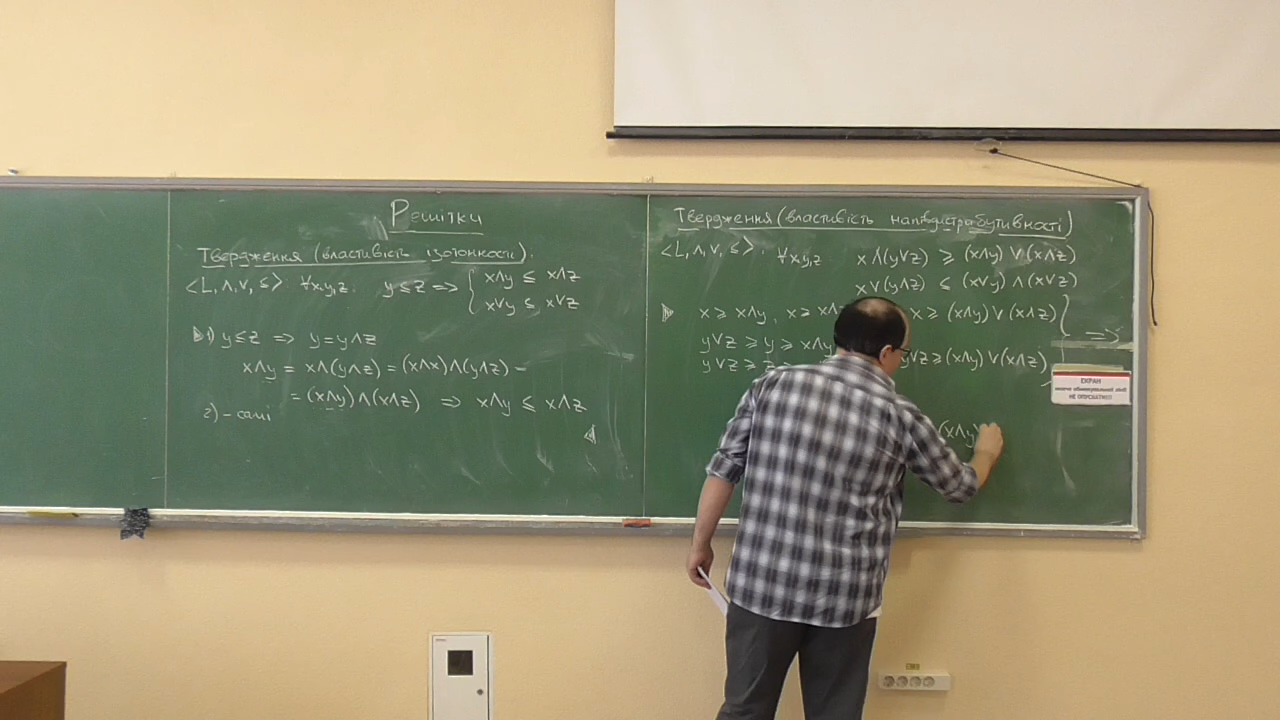 Решітки
Твердження (властивість ізотонності).
<L, ∧, ∨, ≤> ∀x,y,z: y ≤ z ⟹ { x∧y ≤ x∧z
x∨y ≤ x∨z
1) y ≤ z ⟹ y = y∧z
x∧y = x∧(y∧z) = (x∧x)∧(y∧z) =
= (x∧y)∧(x∧z) ⟹ x∧y ≤ x∧z
2) - самі
Твердження (властивість напівдистрибутивності)
<L, ∧, ∨, ≤>. ∀x,y,z: x∧(y∨z) ≥ (x∧y)∨(x∧z)
x∨(y∧z) ≤ (x∨y)∧(x∨z)
x ≥ x∧y, x ≥ x∧ x ≥ (x∧y)∨(x∧z)
y∨z ≥ y ≥ x∧y
y∨z ≥ z ≥ y∨z ≥ (x∧y)∨(x∧z)
⟹
(x∧y)
ЕКРАН
НЕ ОПУСКАТИ!!!